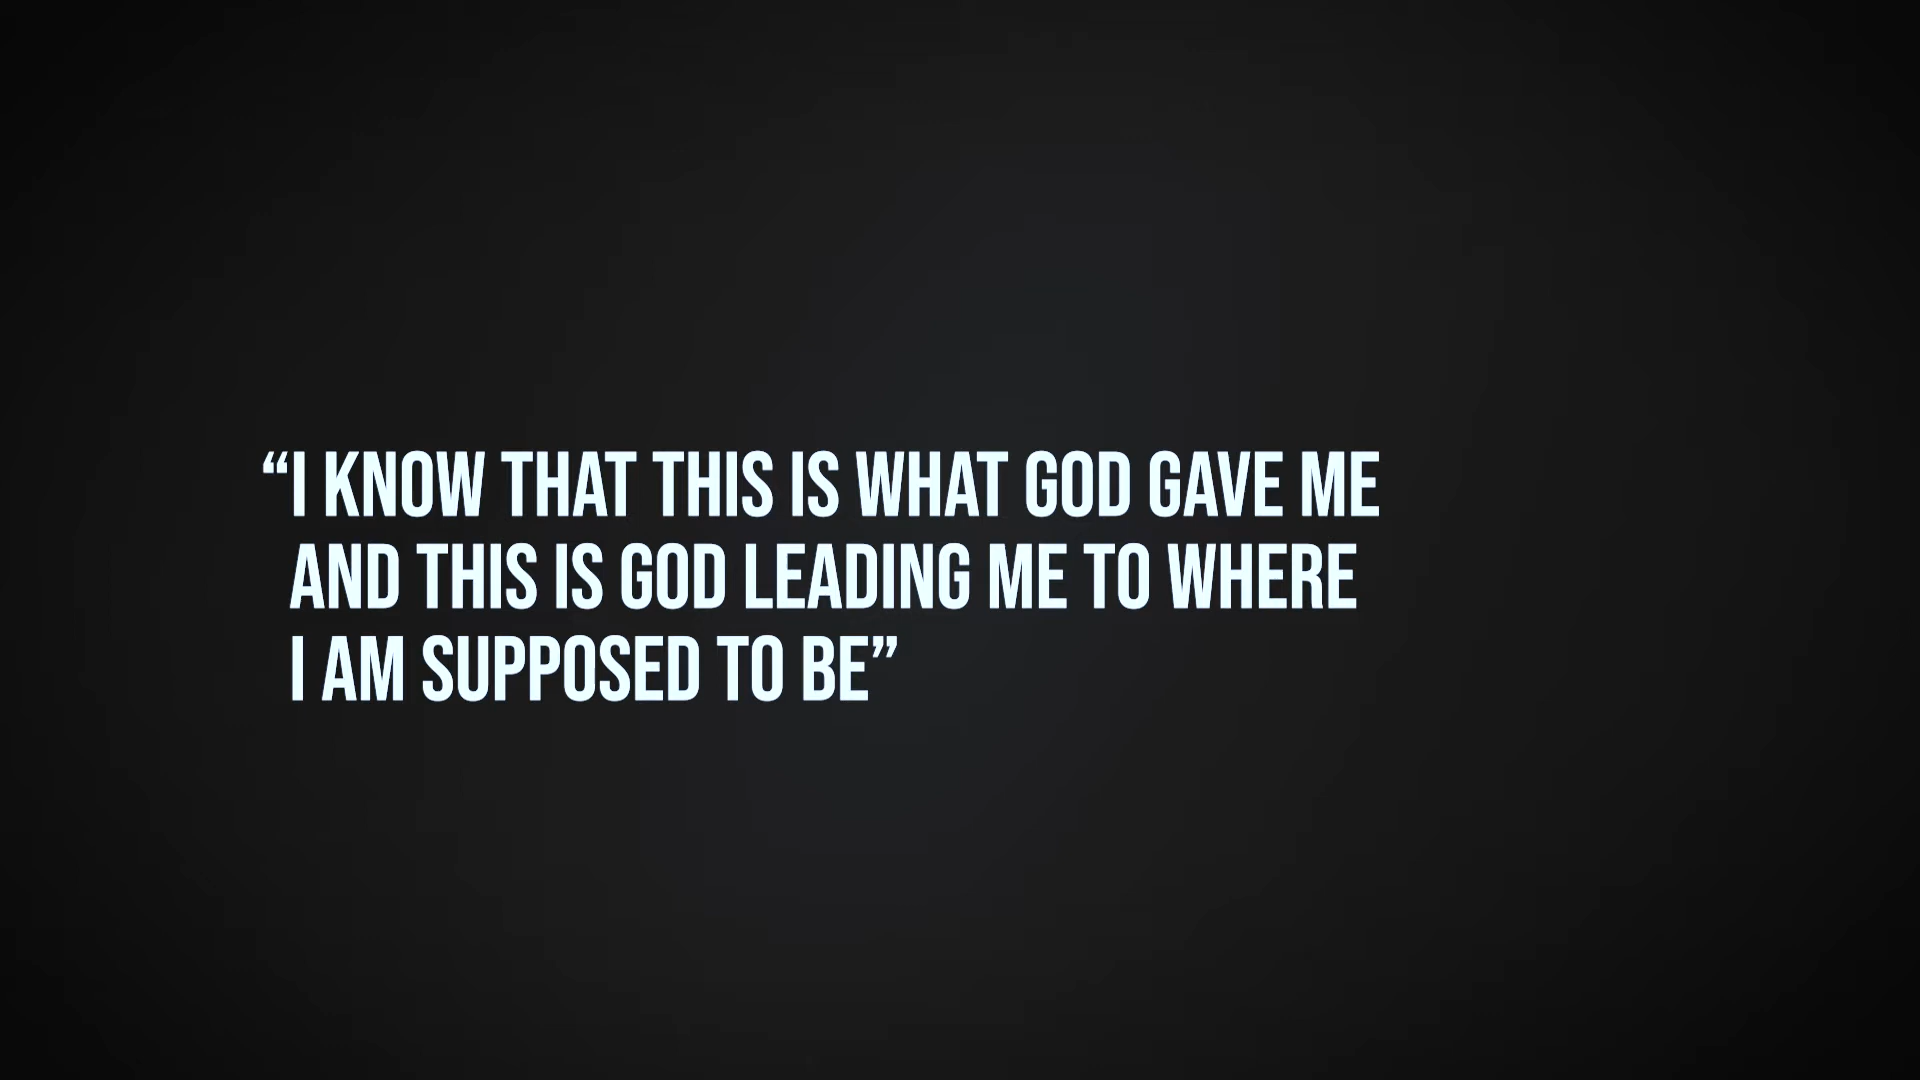 “I KNOW THAT THIS IS WHAT GOD GAVE ME
AND THIS IS GOD LEADING ME TO WHERE
I AM SUPPOSED TO BE”